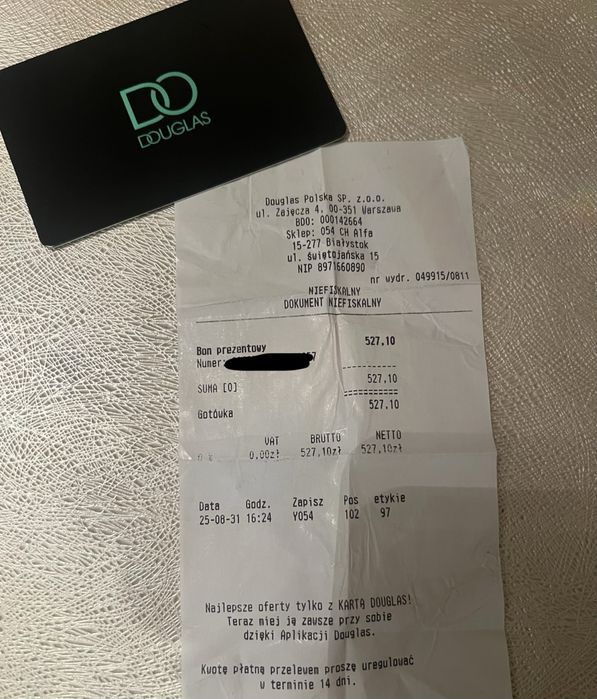 DO
DOUGLAS
Douglas Polska SP. z.o.o.
ul. Zajęcza 4, 00-351 Warszawa
BDO: 000142664
Sklep: 054 CH Alfa
15-277 Białystok
ul. Świętojańska 15
NIP 8971660890
nr wydr. 049915/0811
NIEFISKALNY
DOKUMENT NIEFISKALNY
Bon prezentowy 527,10
Numer:
SUMA [0] 527,10
Gotówka 527,10
VAT BRUTTO NETTO
0,00zł 527,10zł 527,10zł
Data Godz. Zapisz Pos etykie
25-08-31 16:24 Y054 102 97
Najlepsze oferty tylko z KARTĄ DOUGLAS!
Teraz miej ją zawsze przy sobie
dzięki Aplikacji Douglas.
Kwotę płatną przelewem proszę uregulować
w terminie 14 dni.